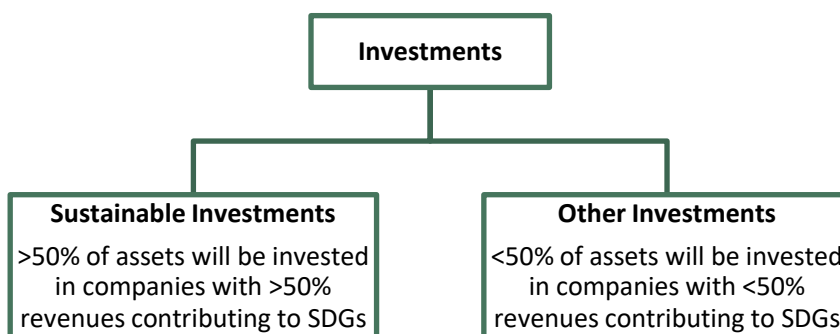 Investments
Sustainable Investments
>50% of assets will be invested
in companies with >50%
revenues contributing to SDGs
Other Investments
<50% of assets will be invested
in companies with <50%
revenues contributing to SDGs